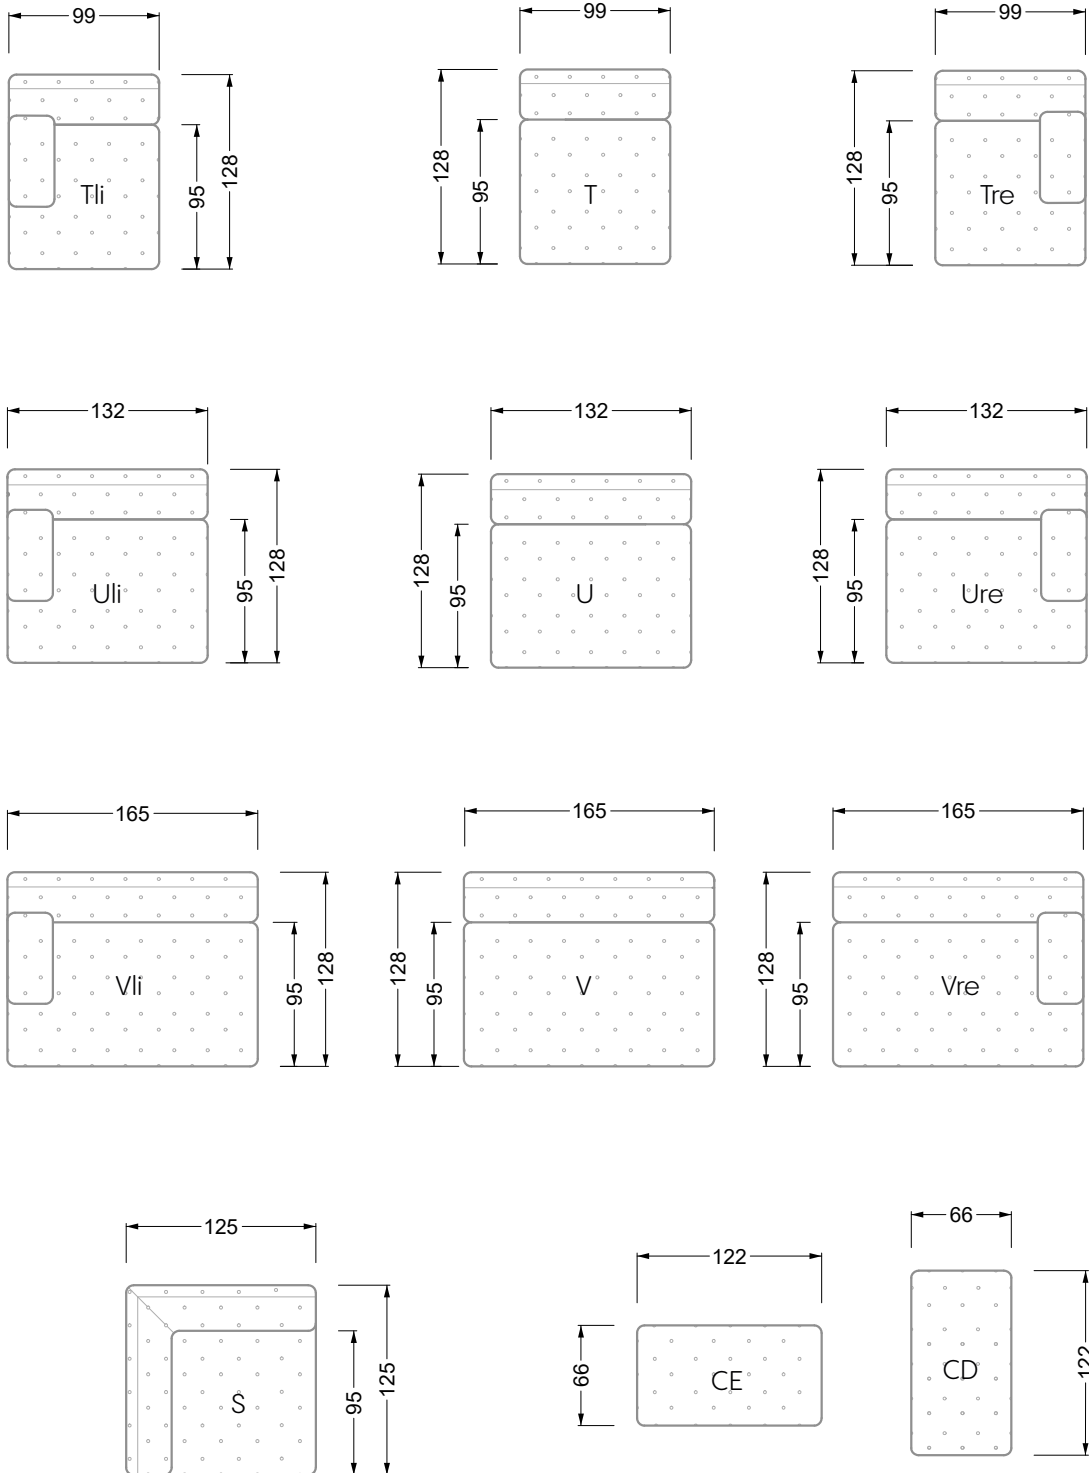 99 99 99
Tli 95 128
128 95 T
128 95 Tre
132 132 132
Uli 95 128
128 95 U
128 95 Ure
165 165 165
Vli 95 128
128 95 V
128 95 Vre
125
S 95 125
122
66 CE
66
CD 122